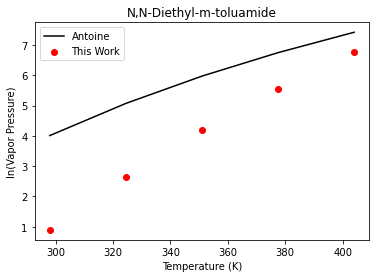 N,N-Diethyl-m-toluamide
Antoine
This Work
ln(Vapor Pressure)
7
6
5
4
3
2
1
300
320
340
360
380
400
Temperature (K)